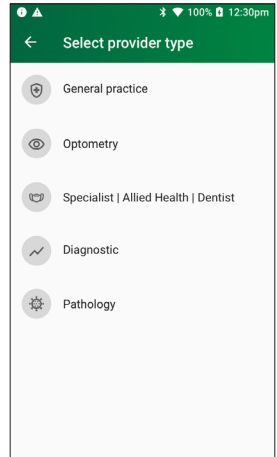 100% 12:30pm
Select provider type
General practice
Optometry
Specialist | Allied Health | Dentist
Diagnostic
Pathology